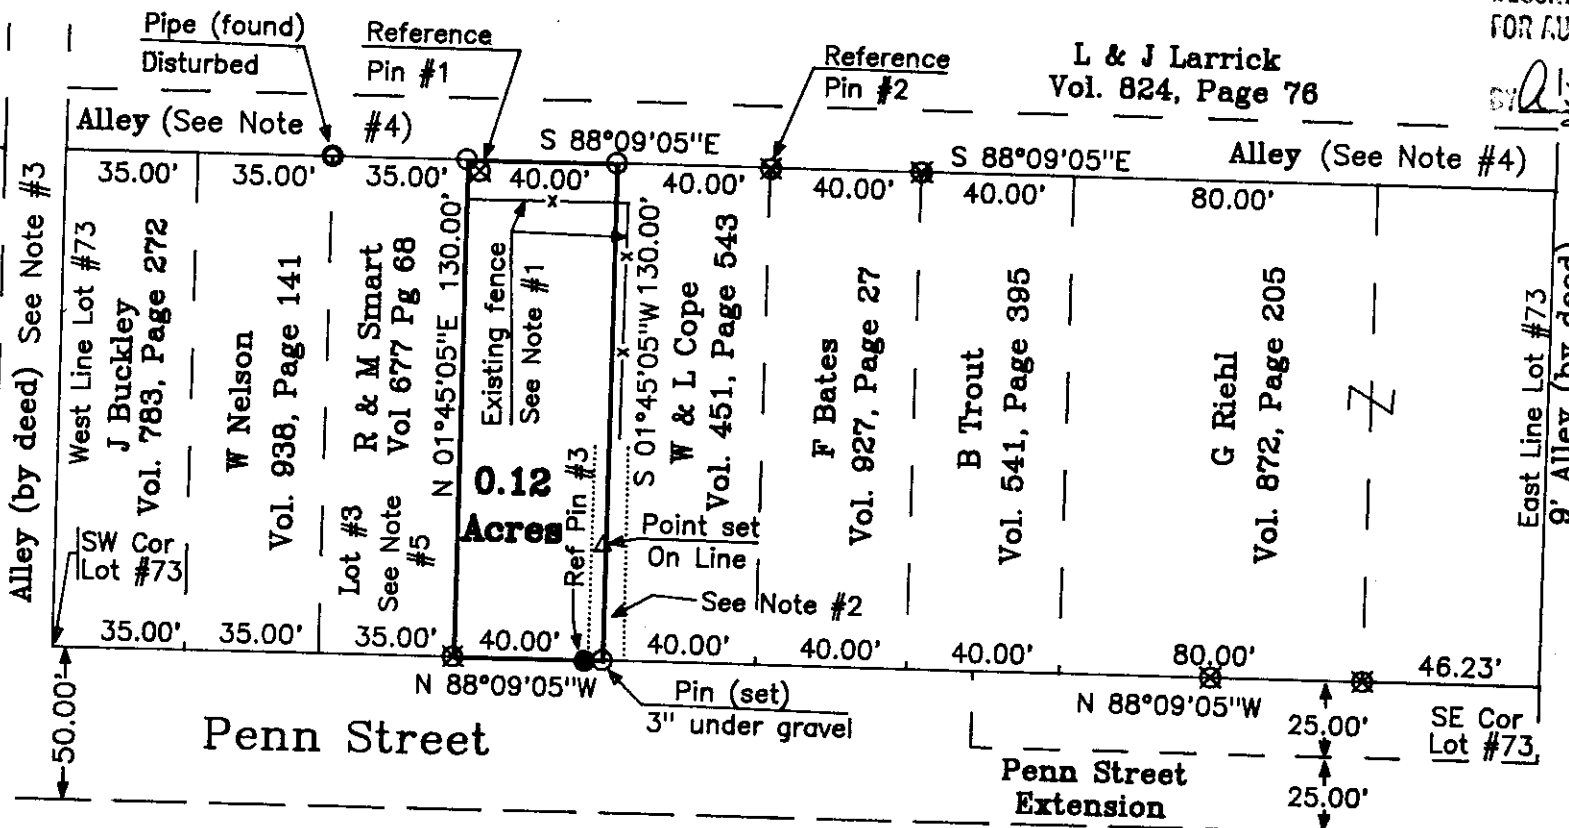 Pipe (found)
Disturbed
Reference
Pin #1
Reference
Pin #2
L & J Larrick
Vol. 824, Page 76
FOR
BY
Alley (See Note #4)
S 88°09'05"E
S 88°09'05"E
Alley (See Note #4)
35.00'
35.00'
35.00'
40.00'
40.00'
40.00'
40.00'
80.00'
Alley (by deed) See Note #3
West Line Lot #73
J Buckley
Vol. 783, Page 272
W Nelson
Vol. 938, Page 141
Lot #3
R & M Smart
Vol 677 Pg 68
See Note
#5
N 01°45'05"E 130.00'
Existing fence
See Note #1
0.12
Acres
Ref Pin #3
S 01°45'05"W 130.00'
W & L Cope
Vol. 451, Page 543
F Bates
Vol. 927, Page 27
B Trout
Vol. 541, Page 395
G Riehl
Vol. 872, Page 205
Z
East Line Lot #73
9' Alley (by deed)
SW Cor
Lot #73
Point set
On Line
See Note #2
35.00'
35.00'
35.00'
40.00'
40.00'
40.00'
40.00'
80.00'
46.23'
N 88°09'05"W
Pin (set)
3" under gravel
N 88°09'05"W
50.00'
Penn Street
25.00'
SE Cor
Lot #73
Penn Street
Extension
25.00'